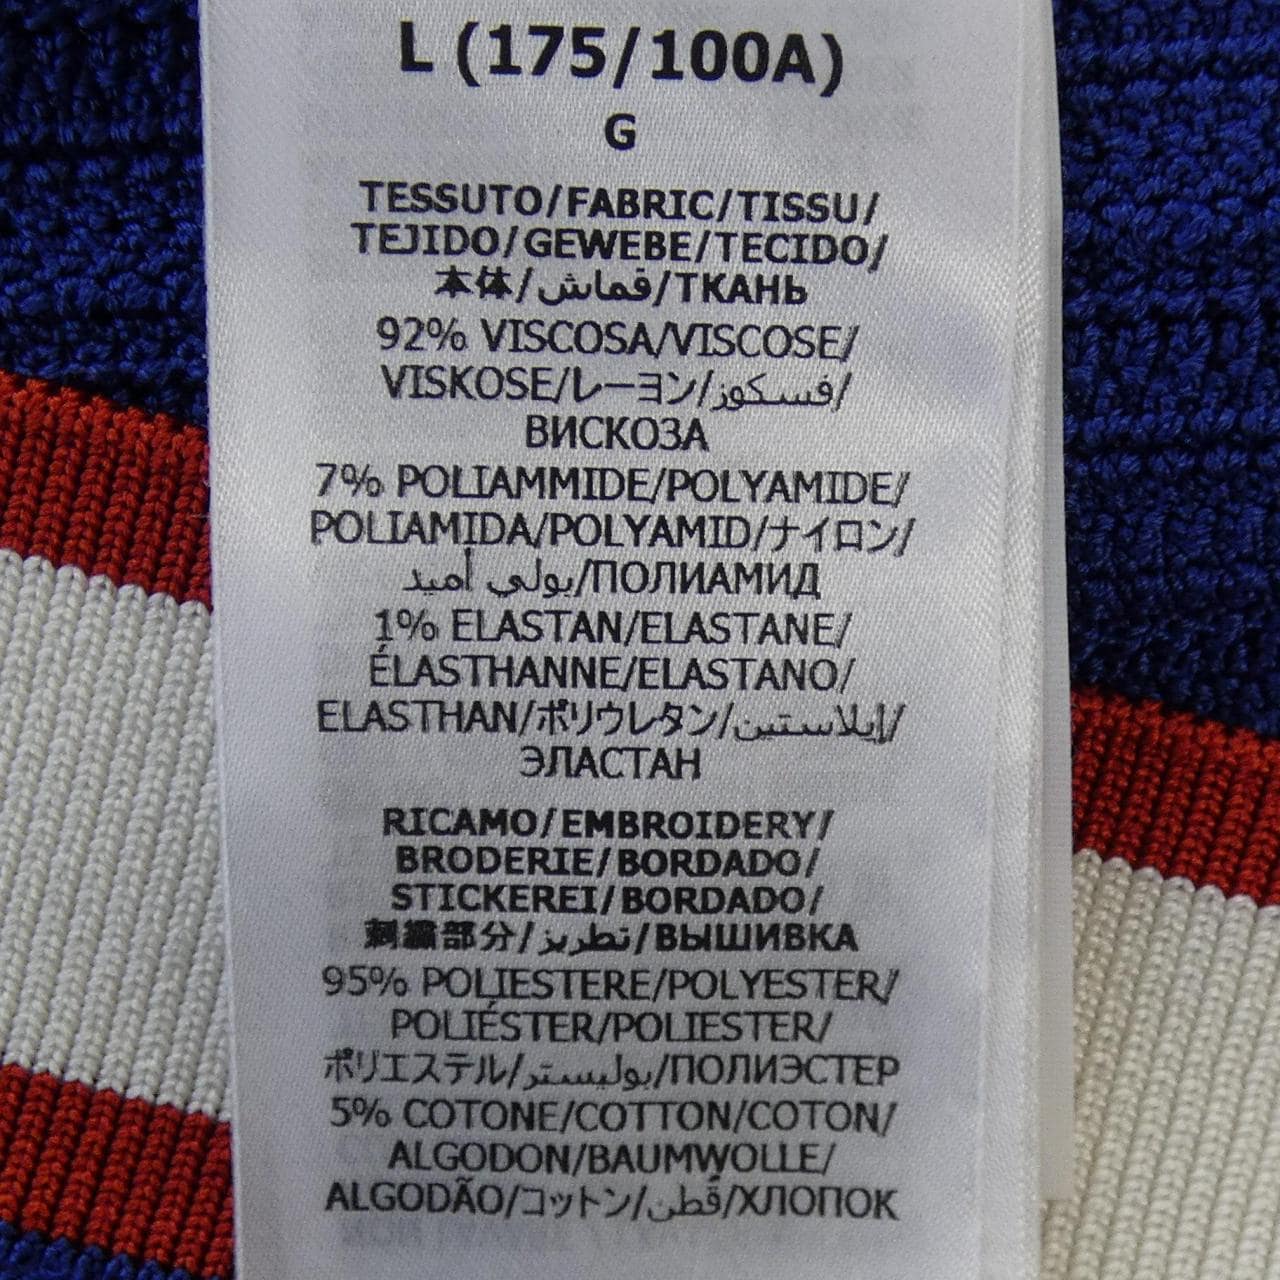 L (175/100A)
G
TESSUTO/FABRIC/TISSU/
TEJIDO/GEWEBE/TECIDO/
本体/قماش/ТКАНЬ
92% VISCOSA/VISCOSE/
VISKOSE/レーヨン/فسكوز/
ВИСКОЗА
7% POLIAMMIDE/POLYAMIDE/
POLIAMIDA/POLYAMID/ナイロン/
بولي أميد/ПОЛИАМИД
1% ELASTAN/ELASTANE/
ÉLASTHANNE/ELASTANO/
ELASTHAN/ポリウレタン/إيلاستين/
ЭЛАСТАН
RICAMO/EMBROIDERY/
BRODERIE/BORDADO/
STICKEREI/BORDADO/
刺繍部分/تطريز/ВЫШИВКА
95% POLIESTERE/POLYESTER/
POLIÉSTER/POLIESTER/
ポリエステル/بوليستر/ПОЛИЭСТЕР
5% COTONE/COTTON/COTON/
ALGODON/BAUMWOLLE/
ALGODÃO/コットン/قطن/ХЛОПОК